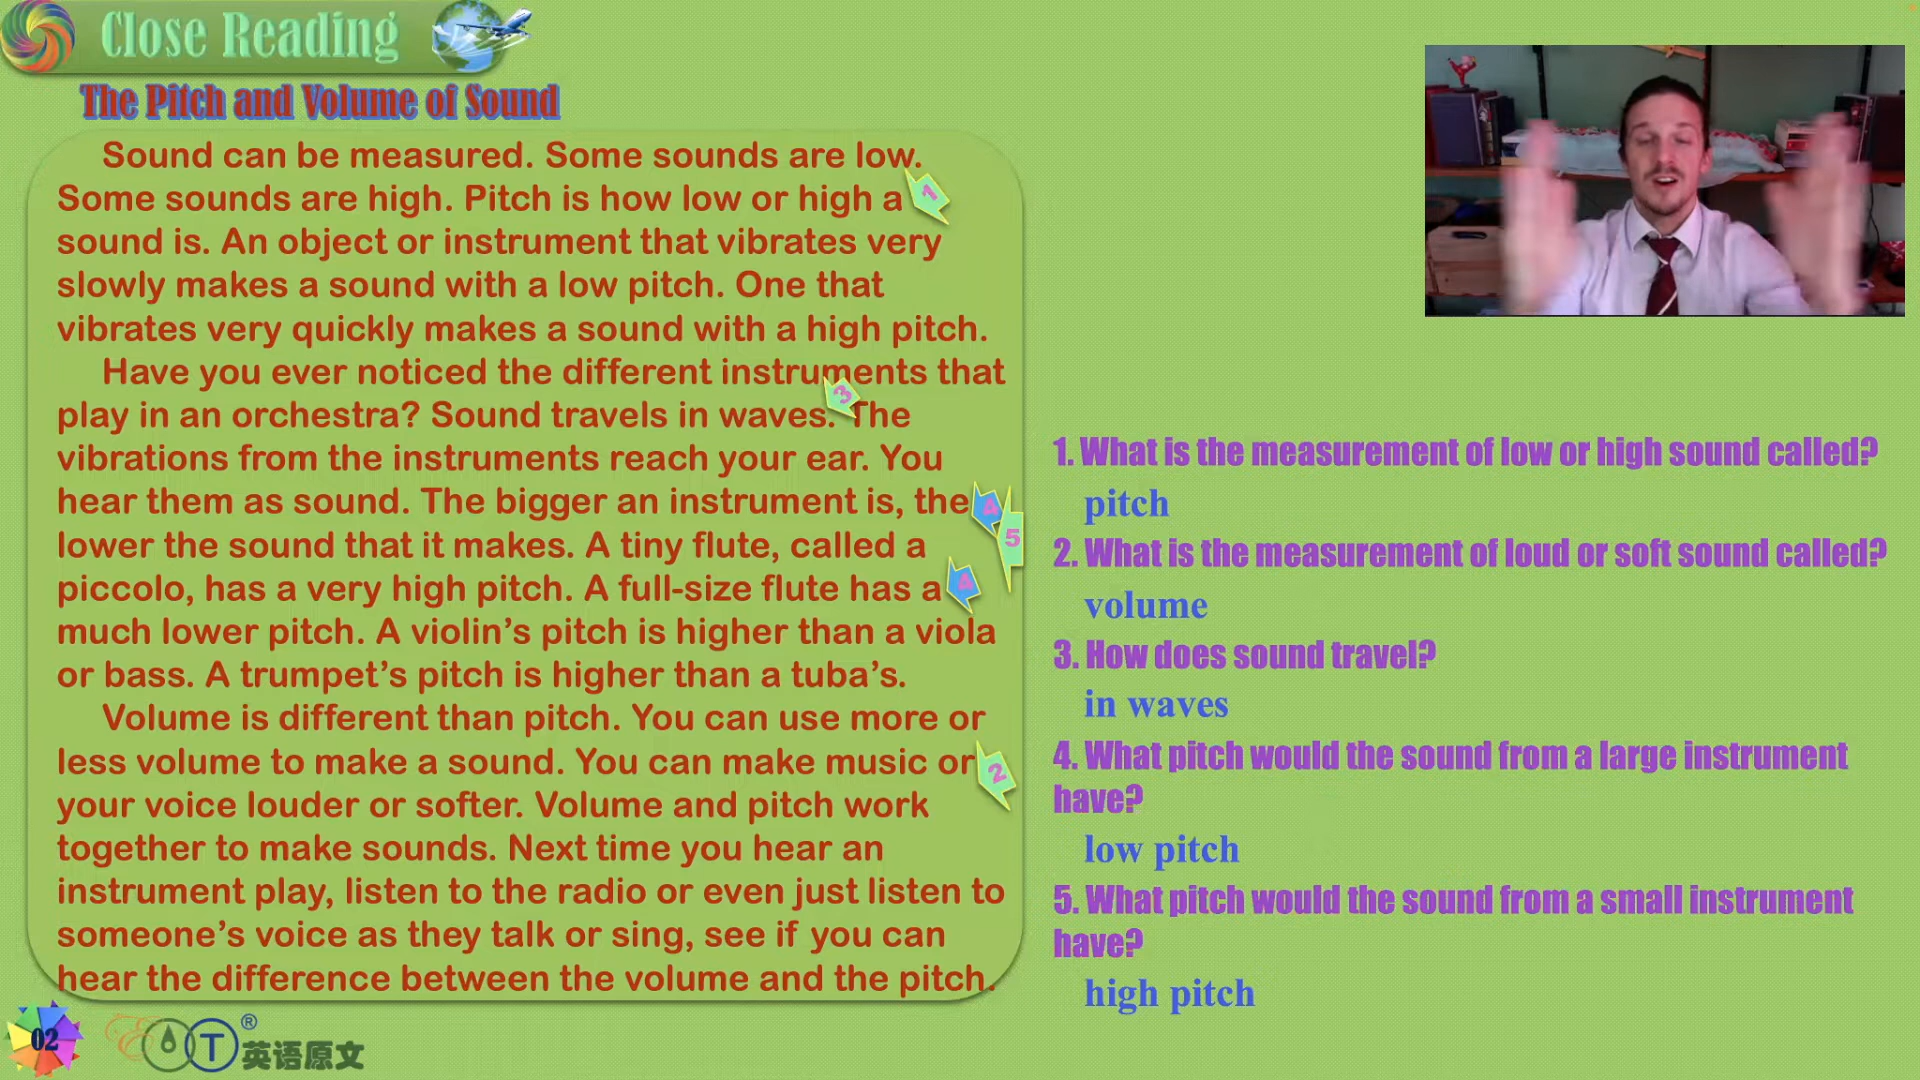 Close Reading
The Pitch and Volume of Sound
Sound can be measured. Some sounds are low.
Some sounds are high. Pitch is how low or high a
1
sound is. An object or instrument that vibrates very
slowly makes a sound with a low pitch. One that
vibrates very quickly makes a sound with a high pitch.
Have you ever noticed the different instruments that
3
play in an orchestra? Sound travels in waves. The
vibrations from the instruments reach your ear. You
hear them as sound. The bigger an instrument is, the
4
5
lower the sound that it makes. A tiny flute, called a
piccolo, has a very high pitch. A full-size flute has a
4
much lower pitch. A violin’s pitch is higher than a viola
or bass. A trumpet’s pitch is higher than a tuba’s.
Volume is different than pitch. You can use more or
less volume to make a sound. You can make music or
2
your voice louder or softer. Volume and pitch work
together to make sounds. Next time you hear an
instrument play, listen to the radio or even just listen to
someone’s voice as they talk or sing, see if you can
hear the difference between the volume and the pitch.
1. What is the measurement of low or high sound called?
pitch
2. What is the measurement of loud or soft sound called?
volume
3. How does sound travel?
in waves
4. What pitch would the sound from a large instrument
have?
low pitch
5. What pitch would the sound from a small instrument
have?
high pitch
02
T® 英语原文